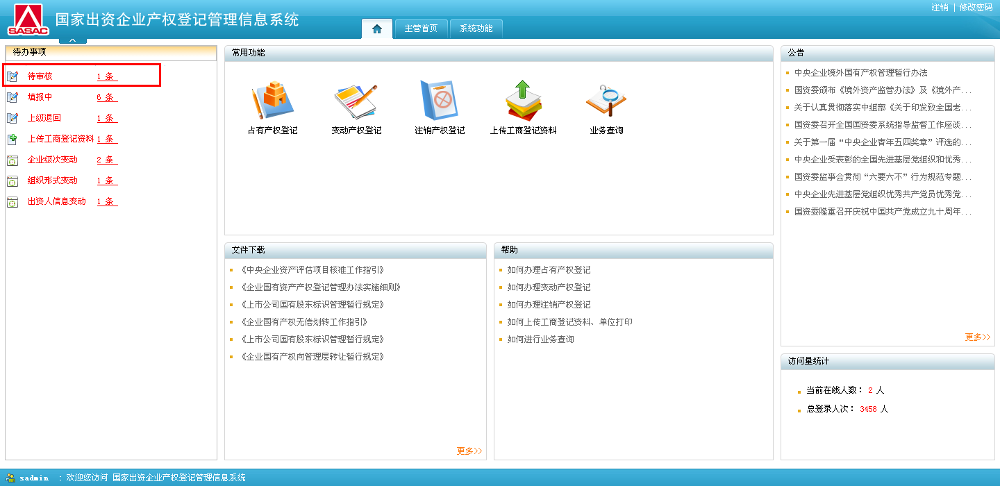 SASAC 国家出资企业产权登记管理信息系统
注销 | 修改密码
主管首页 系统功能
待办事项
待审核 1 条
填报中 6 条
上级退回 1 条
上传工商登记资料 1 条
企业级次变动 2 条
组织形式变动 1 条
出资人信息变动 1 条
常用功能
占有产权登记 变动产权登记 注销产权登记 上传工商登记资料 业务查询
文件下载
《中央企业资产评估项目核准工作指引》
《企业国有资产产权登记管理办法实施细则》
《上市公司国有股东标识管理暂行规定》
《企业国有产权无偿划转工作指引》
《上市公司国有股东标识管理暂行规定》
《企业国有产权向管理层转让暂行规定》
更多>>
帮助
如何办理占有产权登记
如何办理变动产权登记
如何办理注销产权登记
如何上传工商登记资料、单位打印
如何进行业务查询
公告
中央企业境外国有产权管理暂行办法
国资委颁布《境外资产监管办法》及《境外产...
关于认真贯彻落实中组部《关于印发致全国老...
国资委召开全国国资委系统指导监督工作座谈...
关于第一届“中央企业青年五四奖章”评选的...
中央企业受表彰的全国先进基层党组织和优秀...
国资委监事会贯彻“六要六不”行为规范专题...
中央企业先进基层党组织优秀共产党员优秀党...
国资委隆重召开庆祝中国共产党成立九十周年...
更多>>
访问量统计
当前在线人数： 2 人
总登录人次： 3458 人
sadmin ：欢迎您访问 国家出资企业产权登记管理信息系统